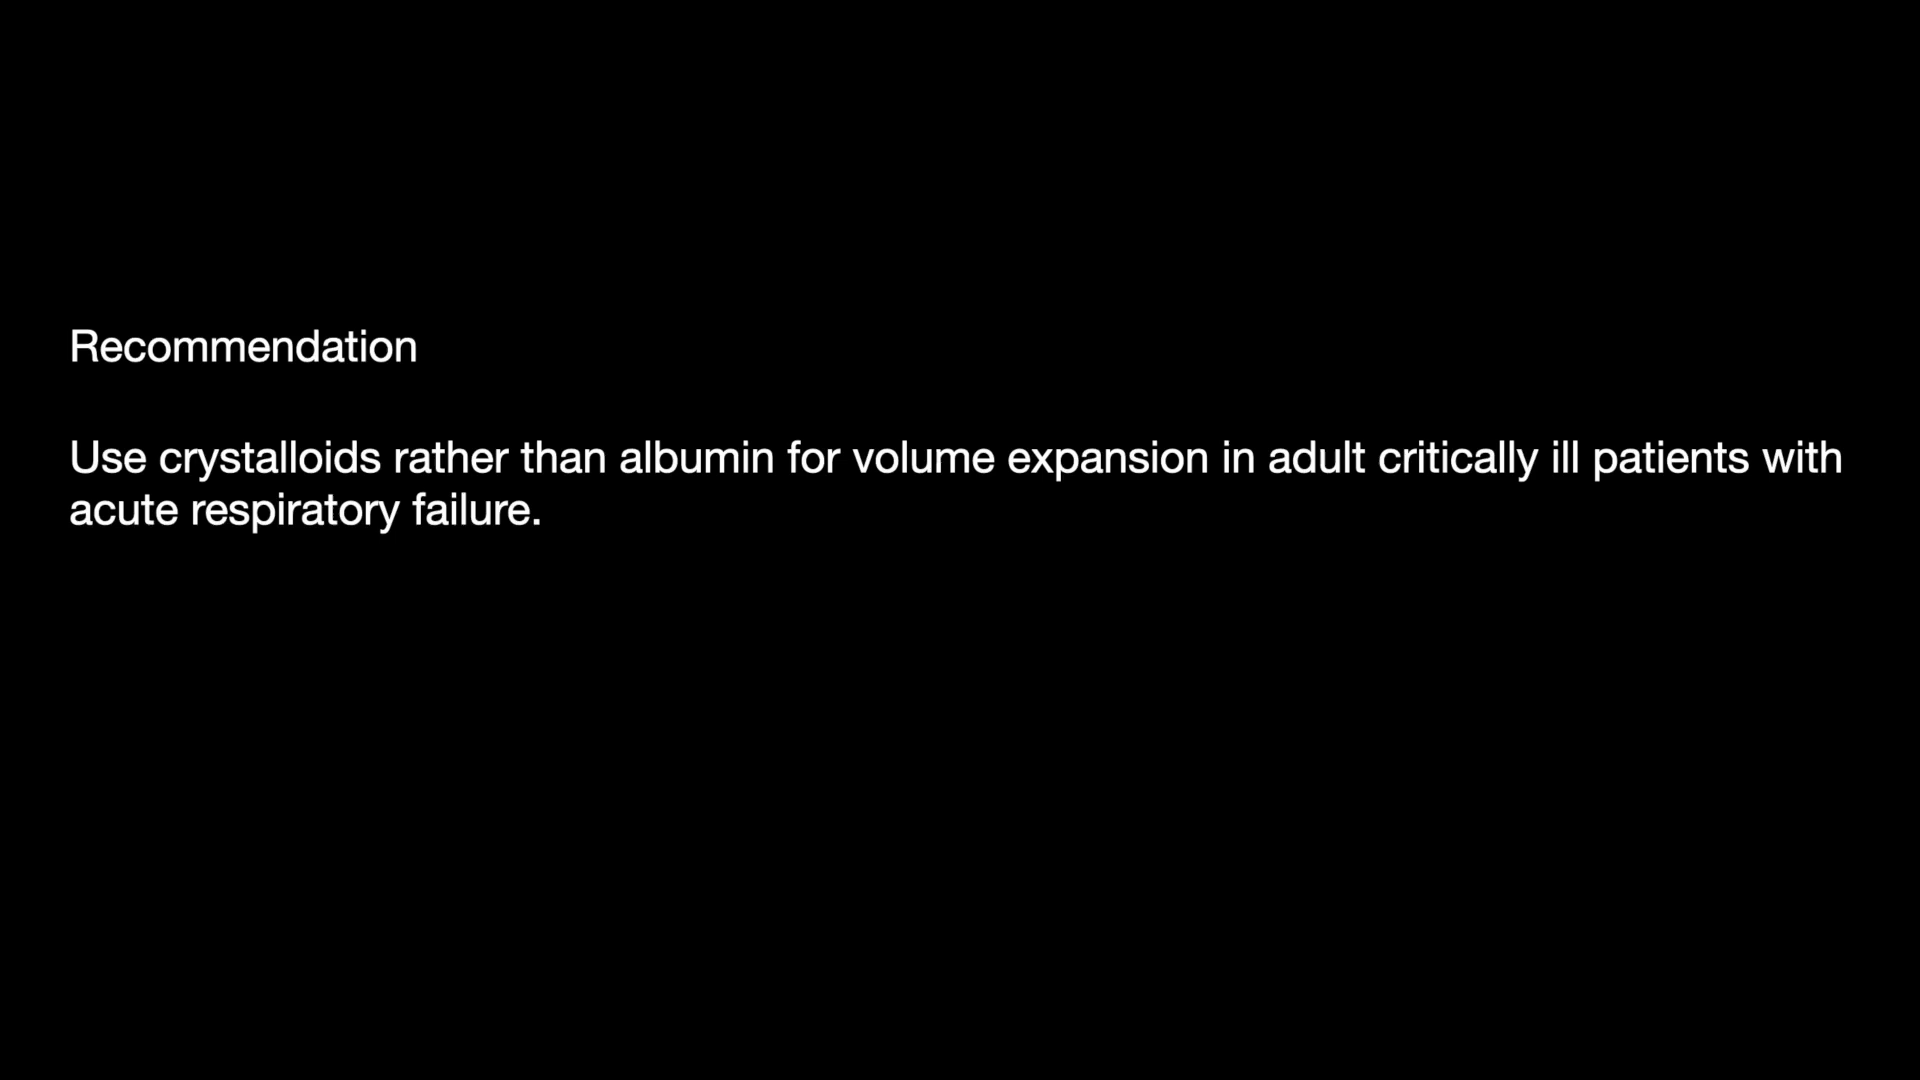 Recommendation
Use crystalloids rather than albumin for volume expansion in adult critically ill patients with
acute respiratory failure.